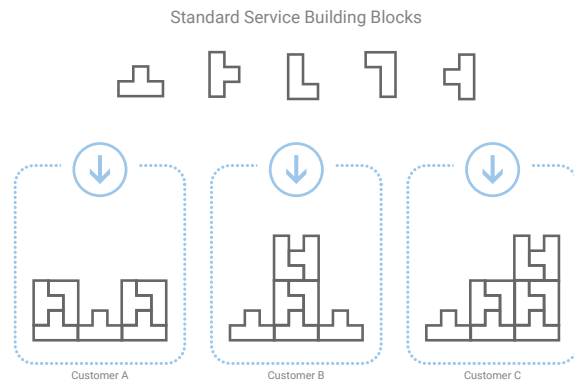 Standard Service Building Blocks
Customer A
Customer B
Customer C